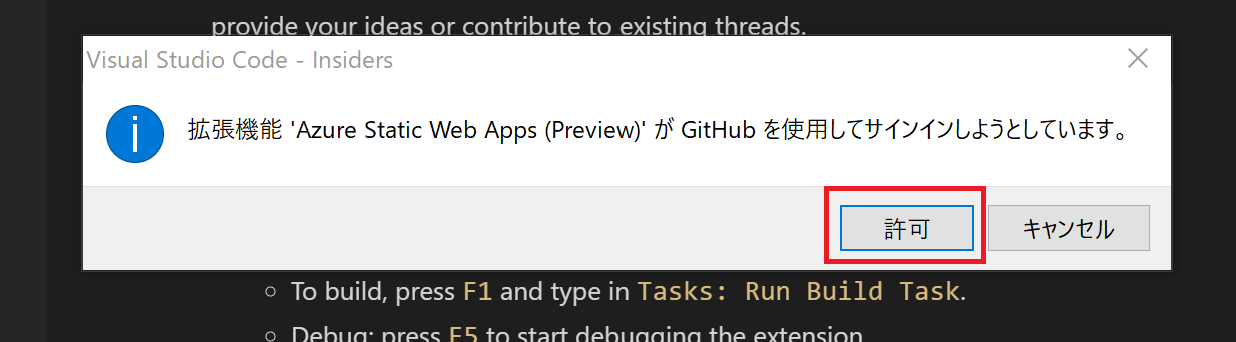 provide your ideas or contribute to existing threads.
Visual Studio Code - Insiders
拡張機能 'Azure Static Web Apps (Preview)' が GitHub を使用してサインインしようとしています。
許可 キャンセル
To build, press F1 and type in Tasks: Run Build Task.
Debug: press F5 to start debugging the extension